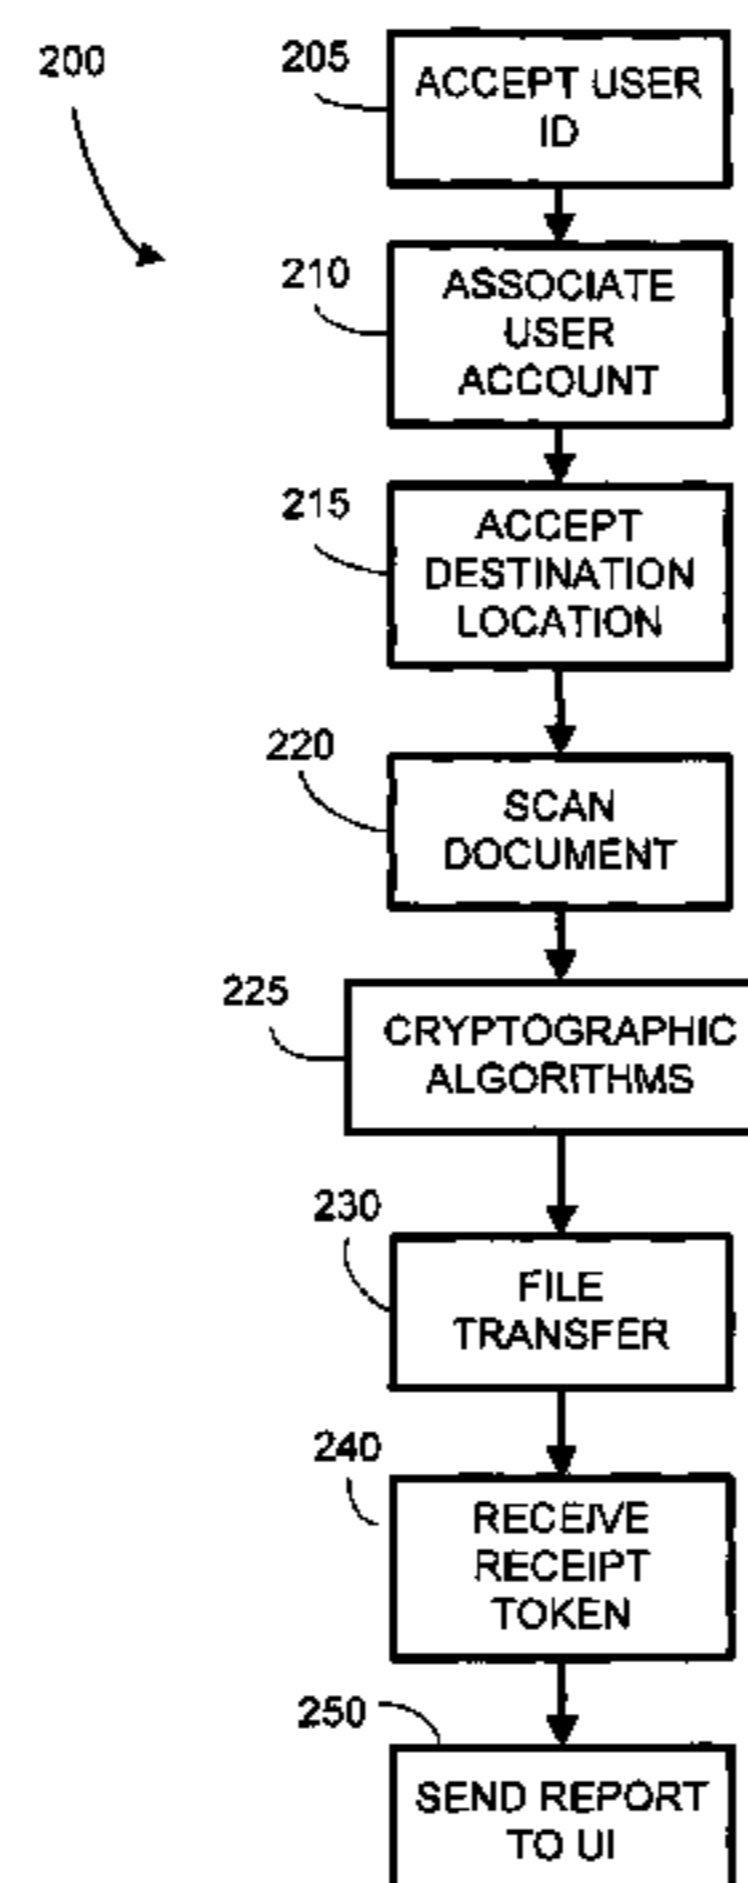 200
205
ACCEPT USER
ID
210
ASSOCIATE
USER
ACCOUNT
215
ACCEPT
DESTINATION
LOCATION
220
SCAN
DOCUMENT
225
CRYPTOGRAPHIC
ALGORITHMS
230
FILE
TRANSFER
240
RECEIVE
RECEIPT
TOKEN
250
SEND REPORT
TO UI